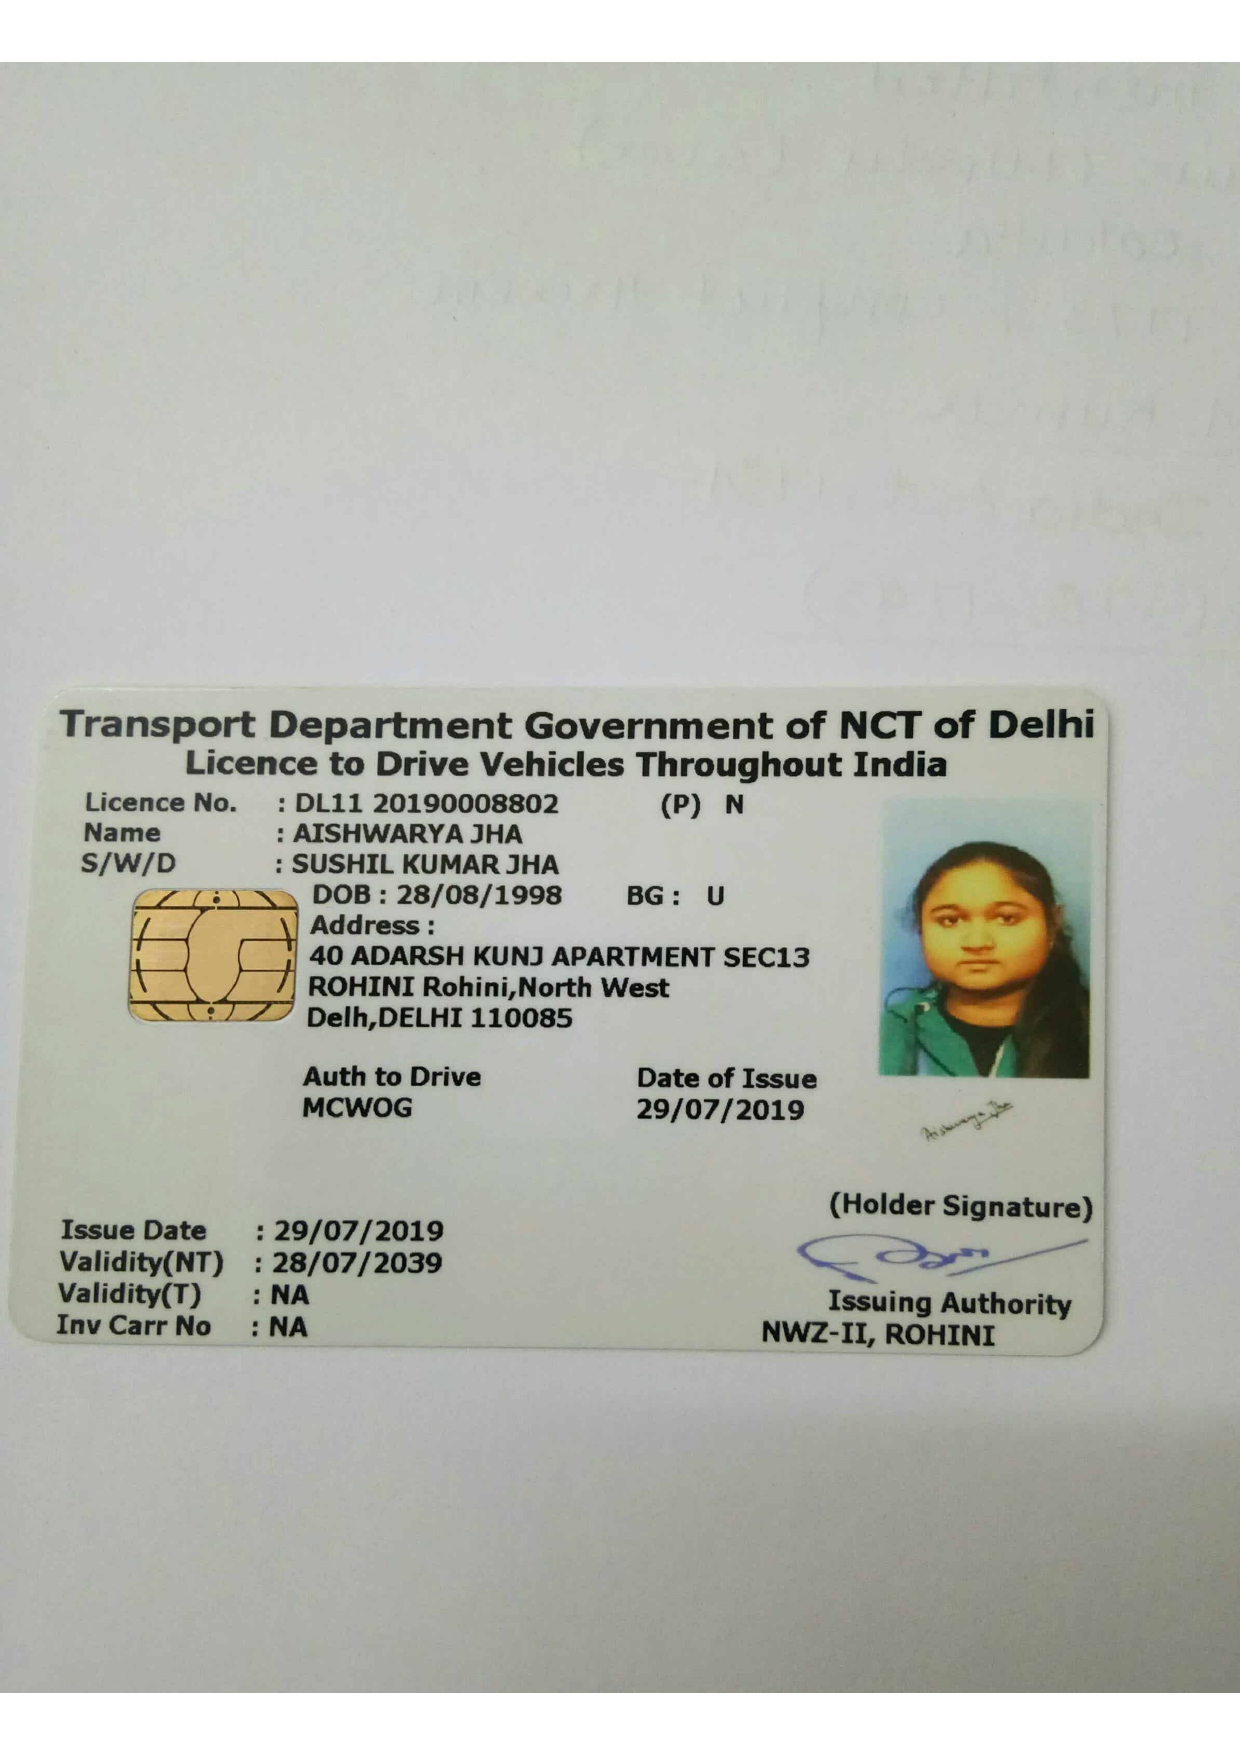 Transport Department Government of NCT of Delhi
Licence to Drive Vehicles Throughout India
Licence No. : DL11 20190008802 (P) N
Name : AISHWARYA JHA
S/W/D : SUSHIL KUMAR JHA
DOB : 28/08/1998 BG : U
Address :
40 ADARSH KUNJ APARTMENT SEC13
ROHINI Rohini,North West
Delh,DELHI 110085
Auth to Drive Date of Issue
MCWOG 29/07/2019
Aishwarya Jha
(Holder Signature)
Issue Date : 29/07/2019
Validity(NT) : 28/07/2039
Validity(T) : NA
Inv Carr No : NA
Issuing Authority
NWZ-II, ROHINI